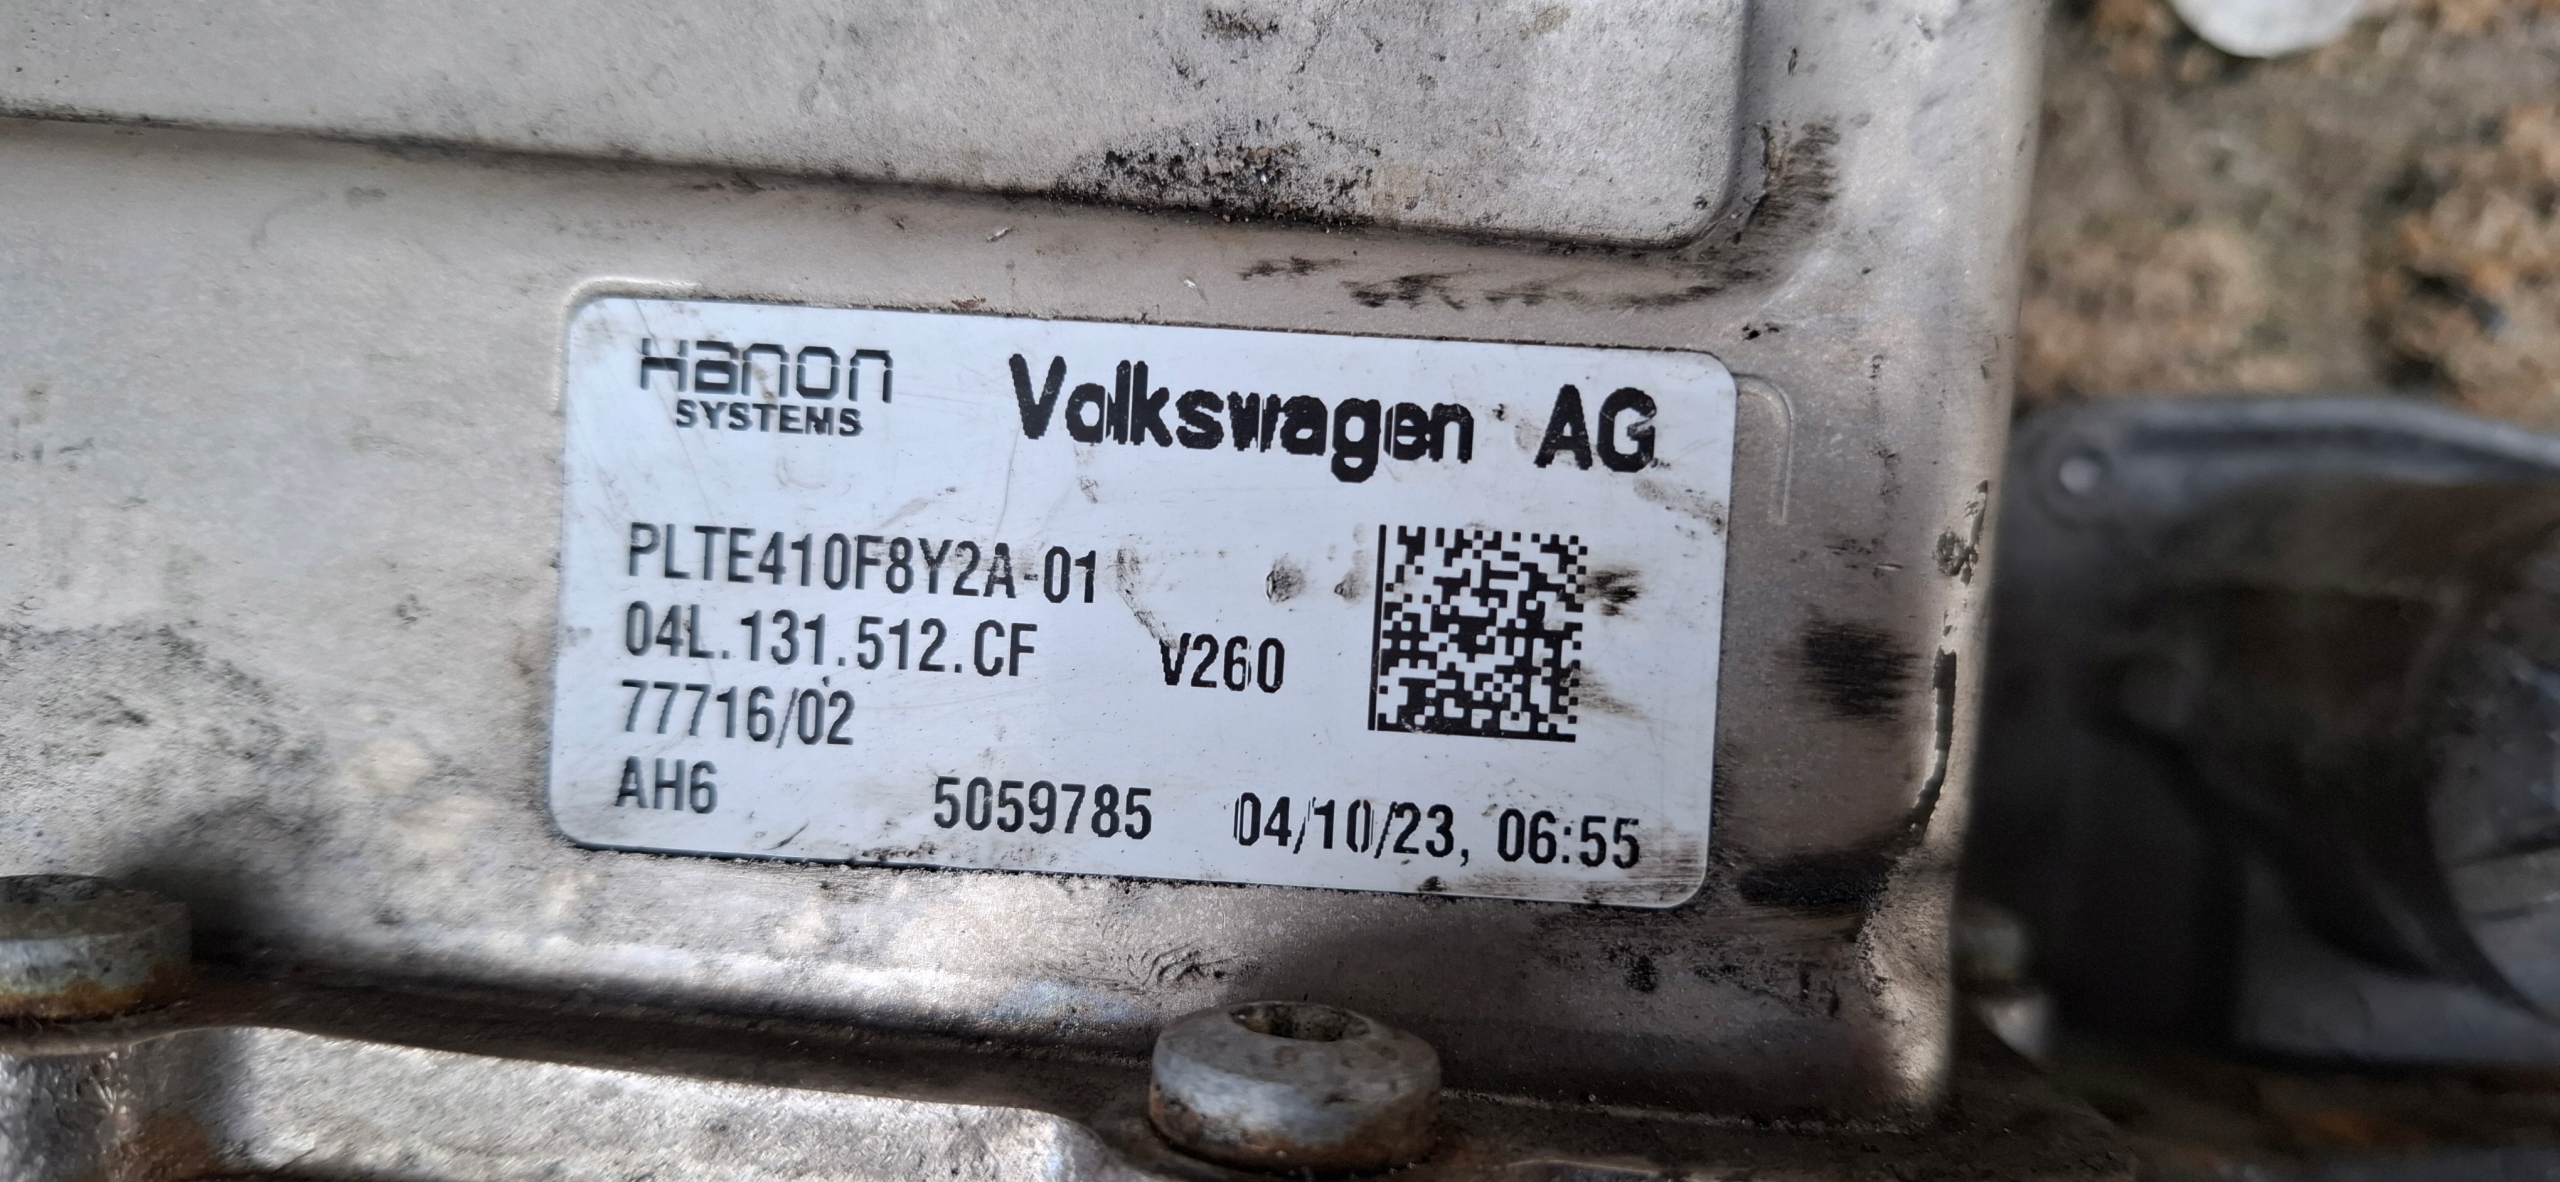 Hanon
SYSTEMS
Volkswagen AG
PLTE410F8Y2A-01
04L.131.512.CF V260
77716/02
AH6 5059785 04/10/23, 06:55